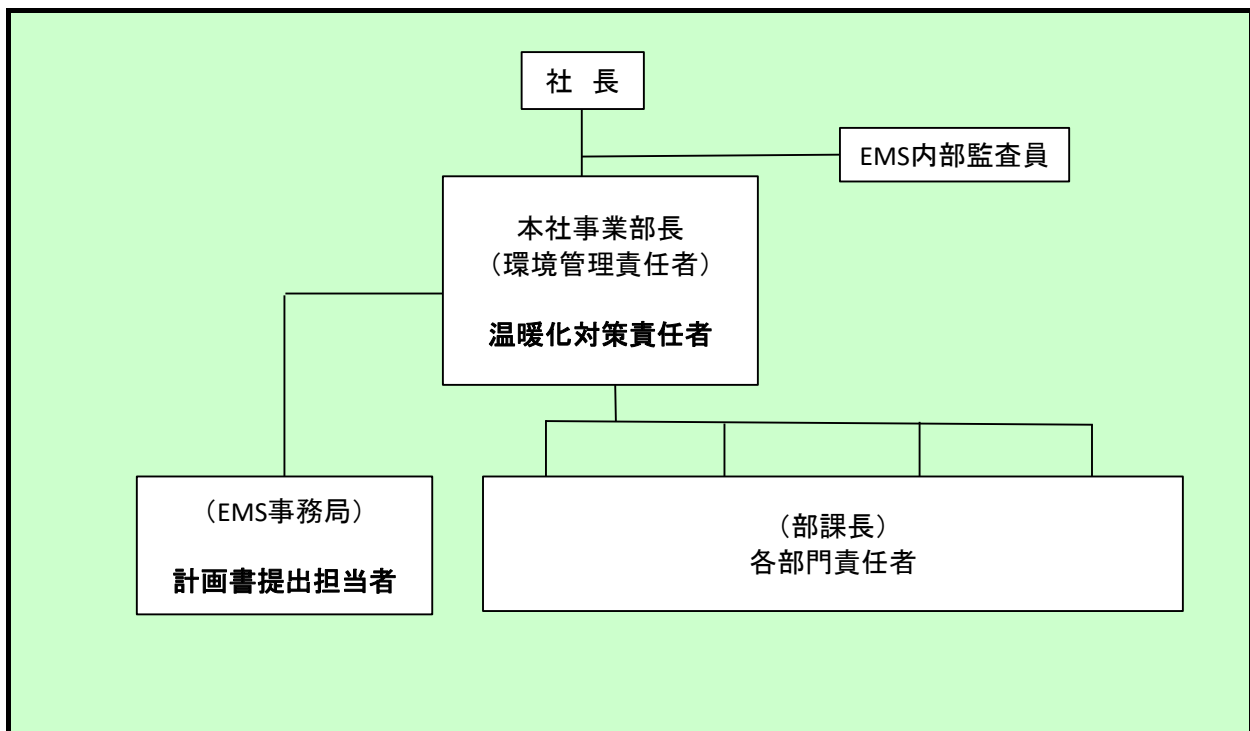 社 長
EMS内部監査員
本社事業部長
（環境管理責任者）
温暖化対策責任者
（EMS事務局）
計画書提出担当者
（部課長）
各部門責任者